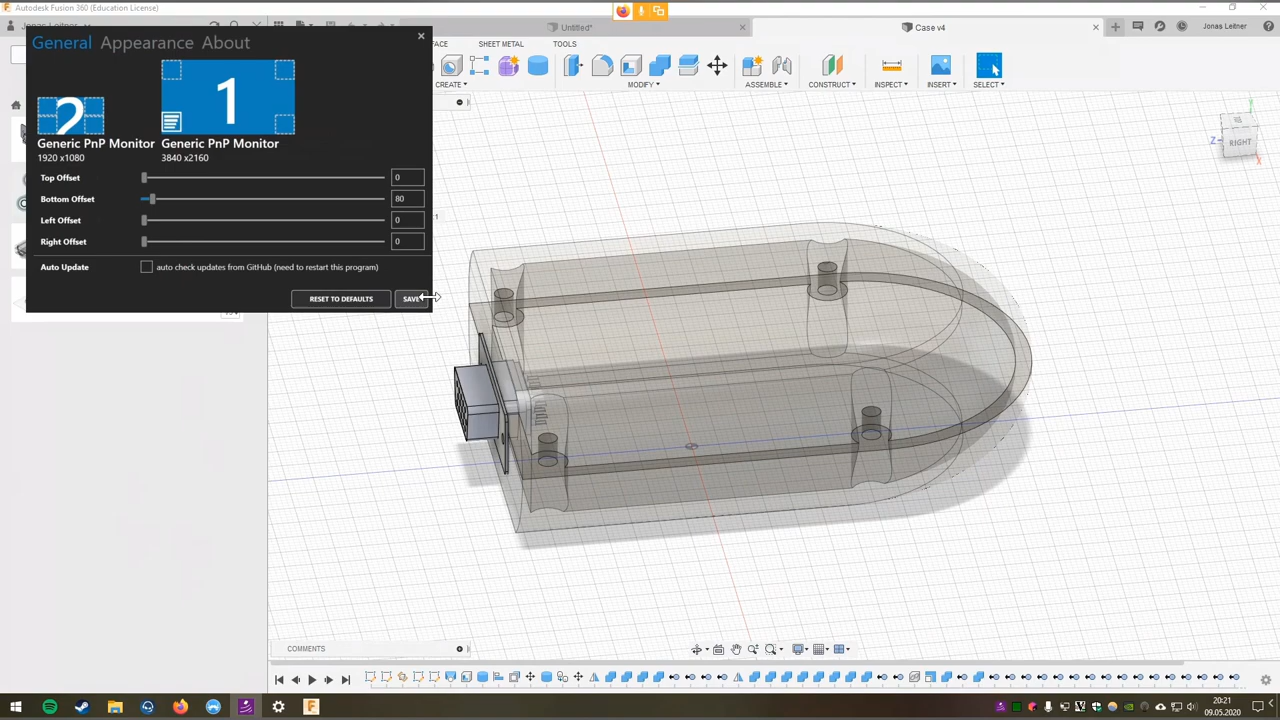 Autodesk Fusion 360 (Education License)
Jonas Leitner
Untitled*
Case v4
Jonas Leitner
General Appearance About
FACE
SHEET METAL
TOOLS
CREATE
MODIFY
ASSEMBLE
CONSTRUCT
INSPECT
INSERT
SELECT
2
1
Generic PnP Monitor
Generic PnP Monitor
1920 x1080
3840 x2160
Top Offset
0
Bottom Offset
80
Left Offset
0
Right Offset
0
Auto Update
auto check updates from GitHub (need to restart this program)
RESET TO DEFAULTS
SAVE
RIGHT
Y
Z
X
COMMENTS
20:21
09.05.2020